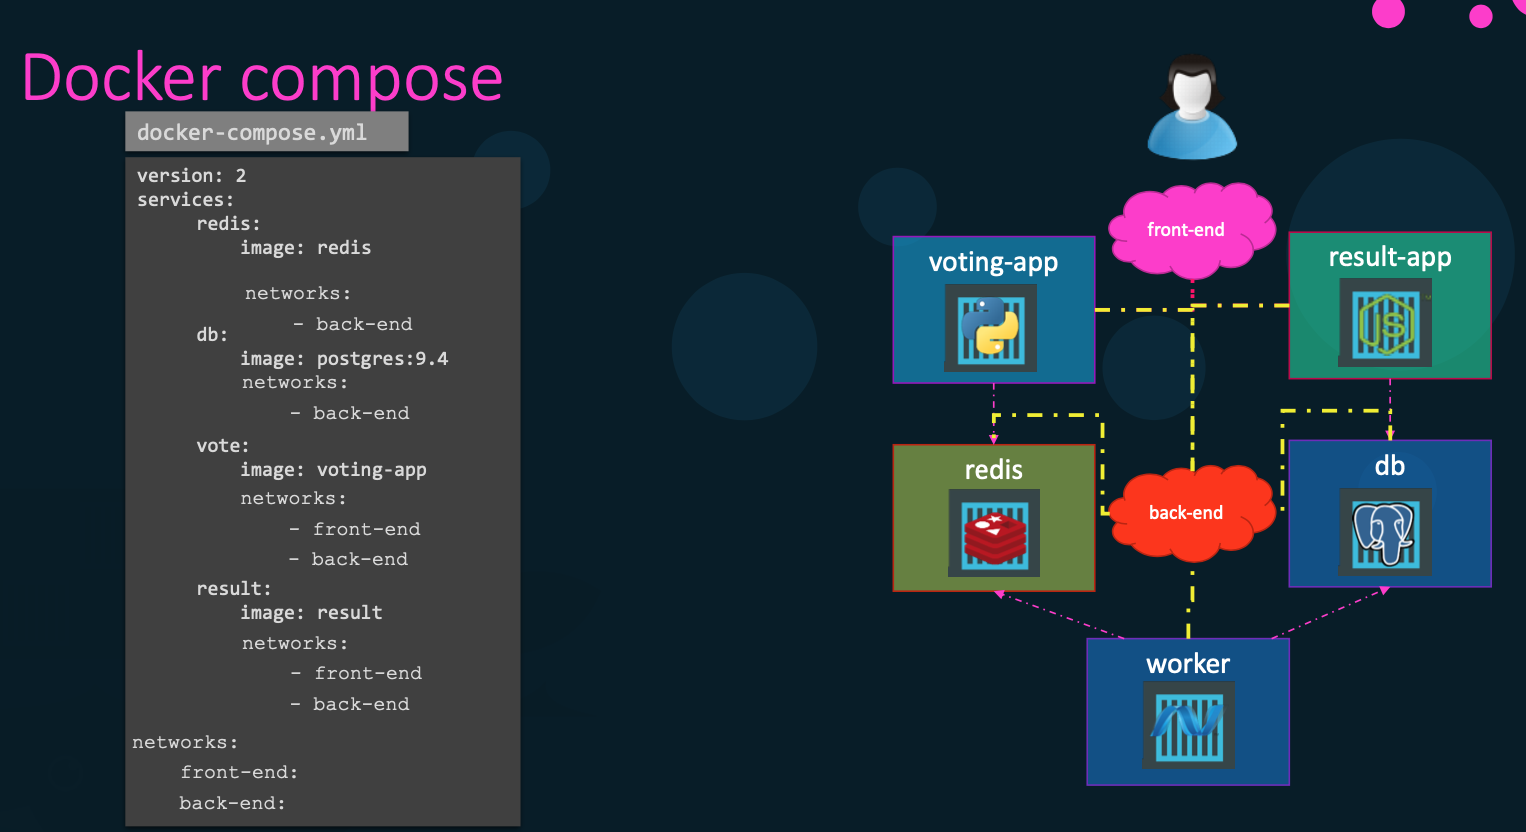 Docker compose
docker-compose.yml
version: 2
services:
redis:
image: redis
networks:
- back-end
db:
image: postgres:9.4
networks:
- back-end
vote:
image: voting-app
networks:
- front-end
- back-end
result:
image: result
networks:
- front-end
- back-end
networks:
front-end:
back-end:
front-end
voting-app
result-app
JS
redis
back-end
db
worker